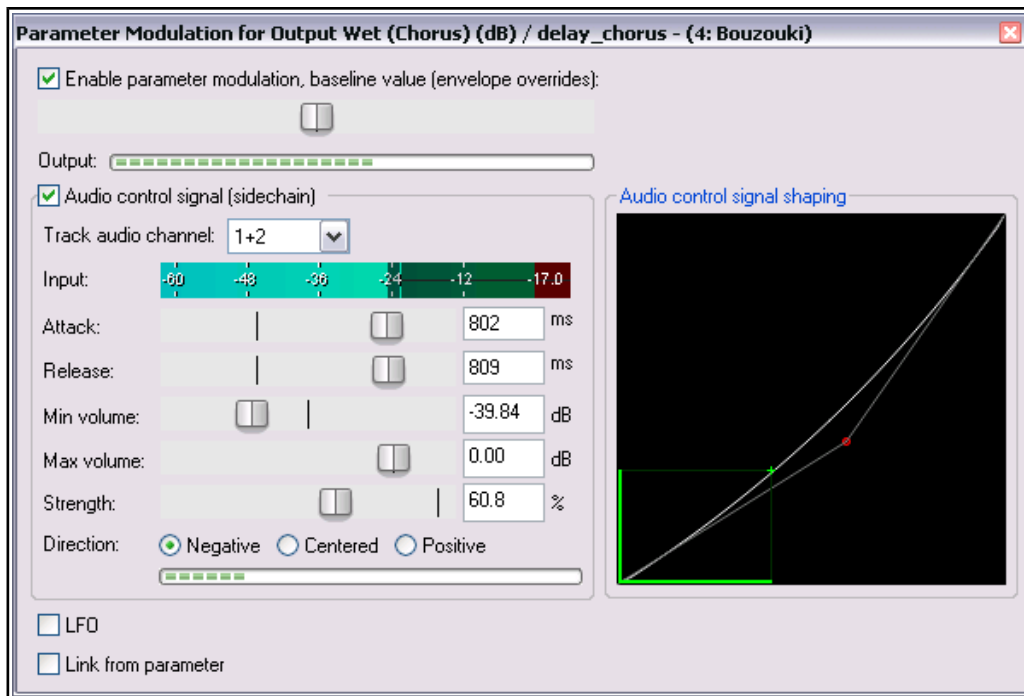 Parameter Modulation for Output Wet (Chorus) (dB) / delay_chorus - (4: Bouzouki)
Enable parameter modulation, baseline value (envelope overrides):
Output:
Audio control signal (sidechain)
Track audio channel: 1+2
Input: -60 -48 -36 -24 -12 -17.0
Attack: 802 ms
Release: 809 ms
Min volume: -39.84 dB
Max volume: 0.00 dB
Strength: 60.8 %
Direction: Negative Centered Positive
Audio control signal shaping
LFO
Link from parameter